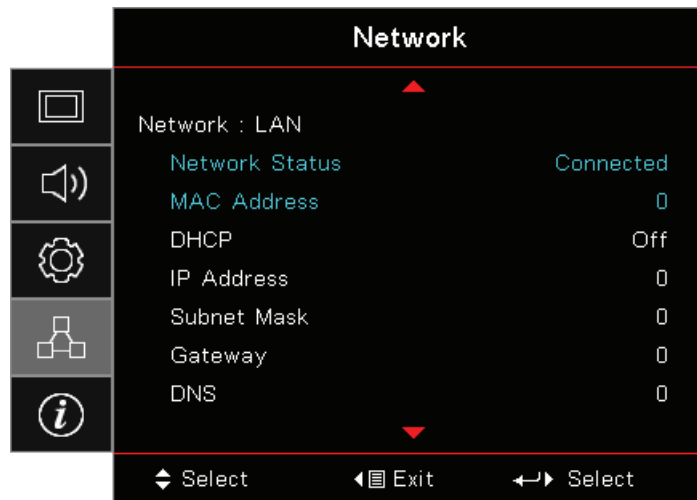 Network
Network : LAN
Network Status Connected
MAC Address 0
DHCP Off
IP Address 0
Subnet Mask 0
Gateway 0
DNS 0
Select Exit Select